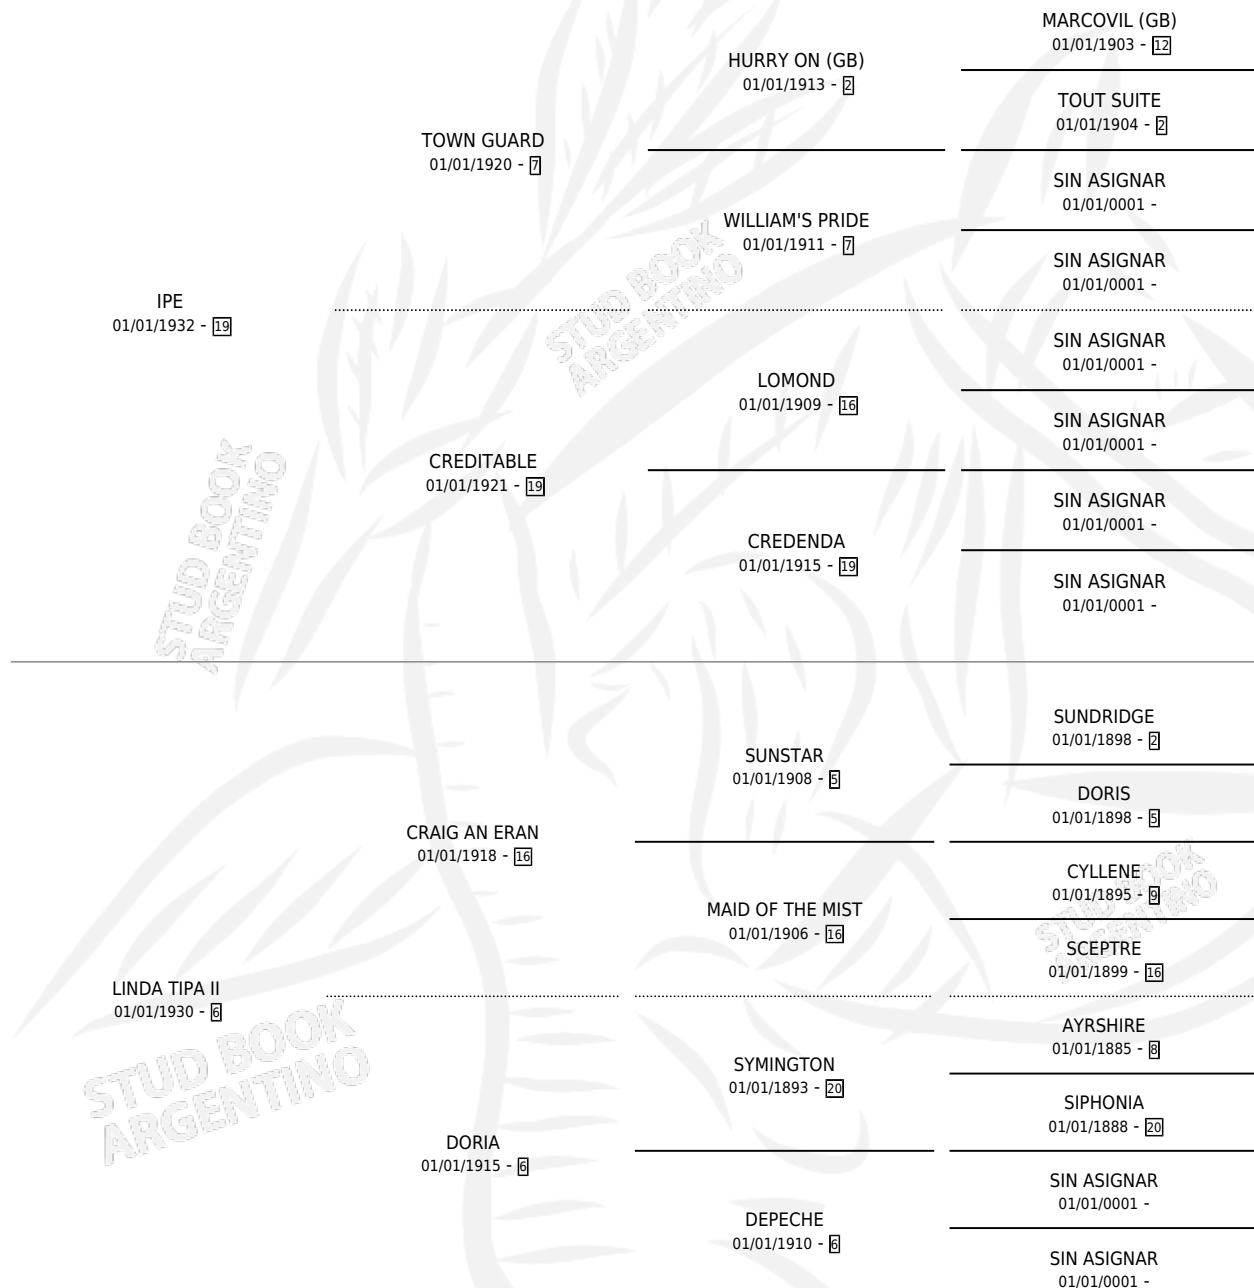 MARCOVIL (GB)
01/01/1903 - 12
HURRY ON (GB)
01/01/1913 - 2
TOUT SUITE
01/01/1904 - 2
TOWN GUARD
01/01/1920 - 7
SIN ASIGNAR
01/01/0001 -
WILLIAM'S PRIDE
01/01/1911 - 7
SIN ASIGNAR
01/01/0001 -
IPE
01/01/1932 - 19
SIN ASIGNAR
01/01/0001 -
LOMOND
01/01/1909 - 16
SIN ASIGNAR
01/01/0001 -
CREDITABLE
01/01/1921 - 19
SIN ASIGNAR
01/01/0001 -
CREDENDA
01/01/1915 - 19
SIN ASIGNAR
01/01/0001 -
SUNDRIDGE
01/01/1898 - 2
SUNSTAR
01/01/1908 - 5
DORIS
01/01/1898 - 5
CRAIG AN ERAN
01/01/1918 - 16
CYLLENE
01/01/1895 - 9
MAID OF THE MIST
01/01/1906 - 16
SCEPTRE
01/01/1899 - 16
LINDA TIPA II
01/01/1930 - 6
AYRSHIRE
01/01/1885 - 8
SYMINGTON
01/01/1893 - 20
SIPHONIA
01/01/1888 - 20
DORIA
01/01/1915 - 6
SIN ASIGNAR
01/01/0001 -
DEPECHE
01/01/1910 - 6
SIN ASIGNAR
01/01/0001 -
STUD BOOK
ARGENTINO
STUD BOOK
ARGENTINO
STUD BOOK
ARGENTINO
STUD BOOK
ARGENTINO